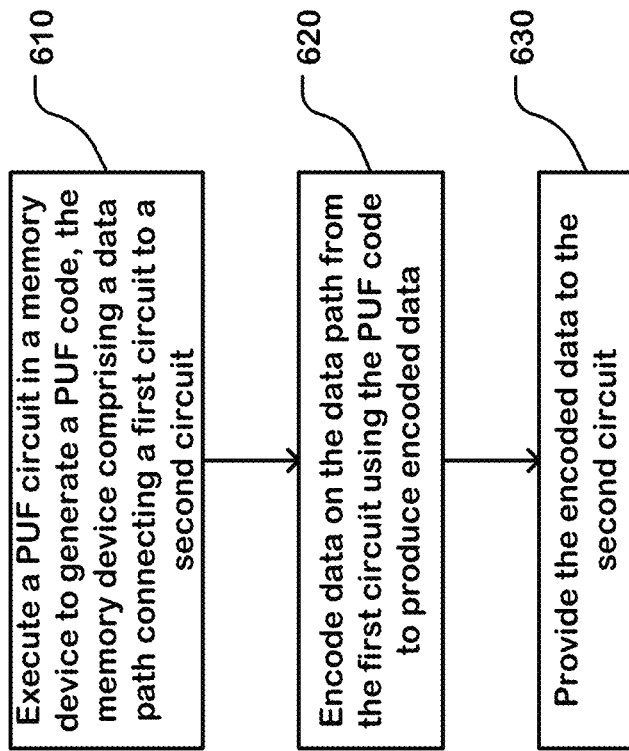 Execute a PUF circuit in a memory
device to generate a PUF code, the
memory device comprising a data
path connecting a first circuit to a
second circuit
610
Encode data on the data path from
the first circuit using the PUF code
to produce encoded data
620
Provide the encoded data to the
second circuit
630